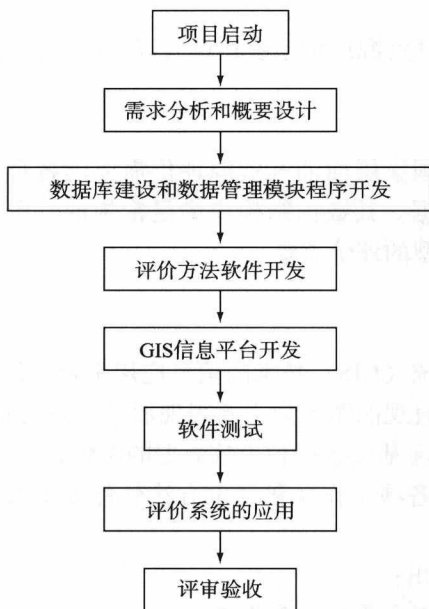 项目启动
需求分析和概要设计
数据库建设和数据管理模块程序开发
评价方法软件开发
GIS信息平台开发
软件测试
评价系统的应用
评审验收